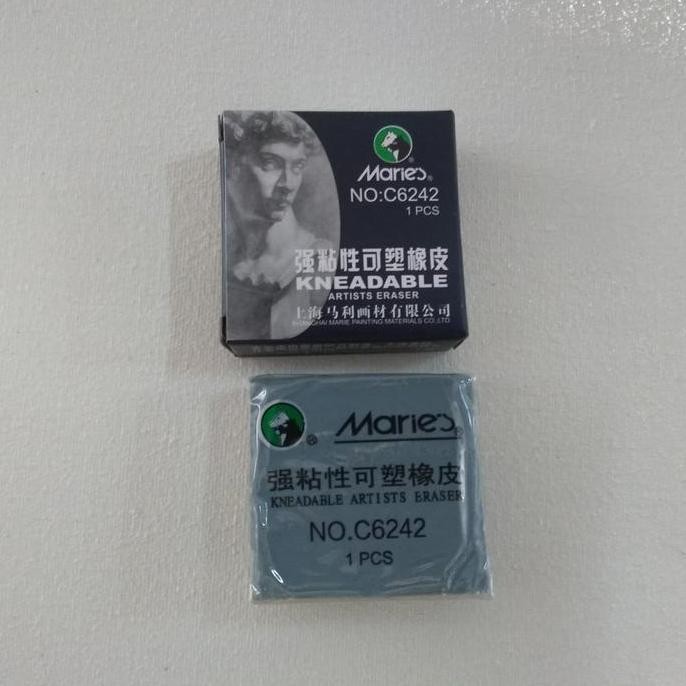 Marie's®
NO:C6242
1 PCS
强粘性可塑橡皮
KNEADABLE
ARTISTS ERASER
上海马利画材有限公司
SHANGHAI MARIE PAINTING MATERIALS CO.,LTD.
® Marie's®
强粘性可塑橡皮
KNEADABLE ARTISTS ERASER
NO.C6242
1 PCS